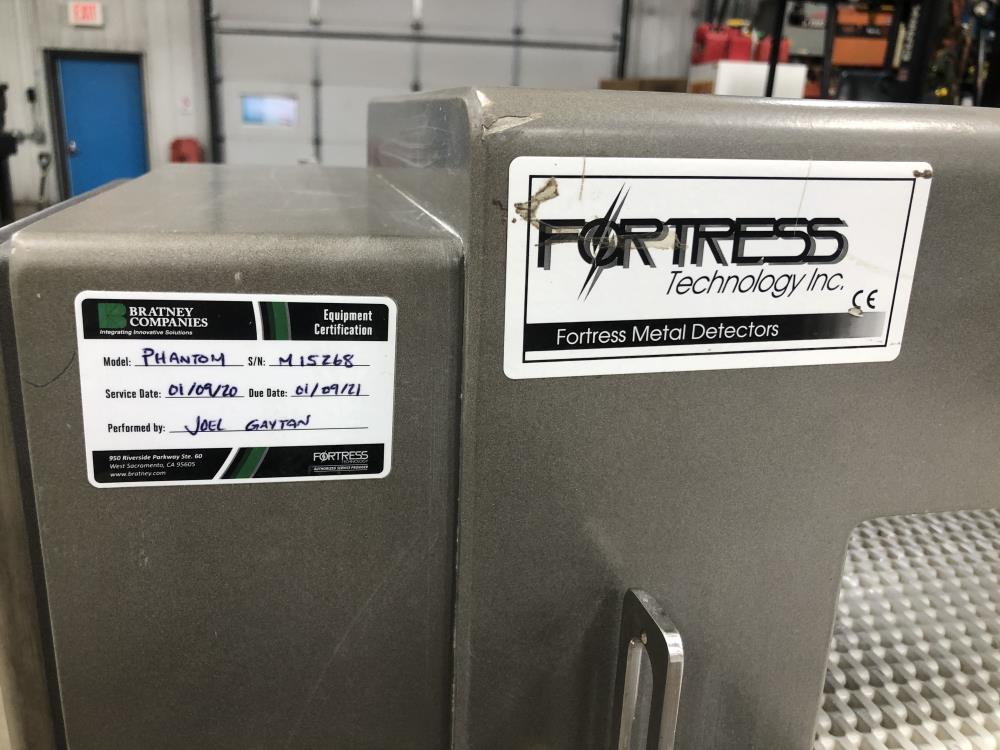 EXIT
BRATNEY
COMPANIES
Integrating Innovative Solutions
Equipment
Certification
Model: PHANTOM S/N: M15268
Service Date: 01/09/20 Due Date: 01/09/21
Performed by: JOEL GAYTAN
950 Riverside Parkway Ste. 60
West Sacramento, CA 95605
www.bratney.com
FORTRESS
TECHNOLOGY
AUTHORIZED SERVICE PROVIDER
FORTRESS
Technology Inc.
CE
Fortress Metal Detectors